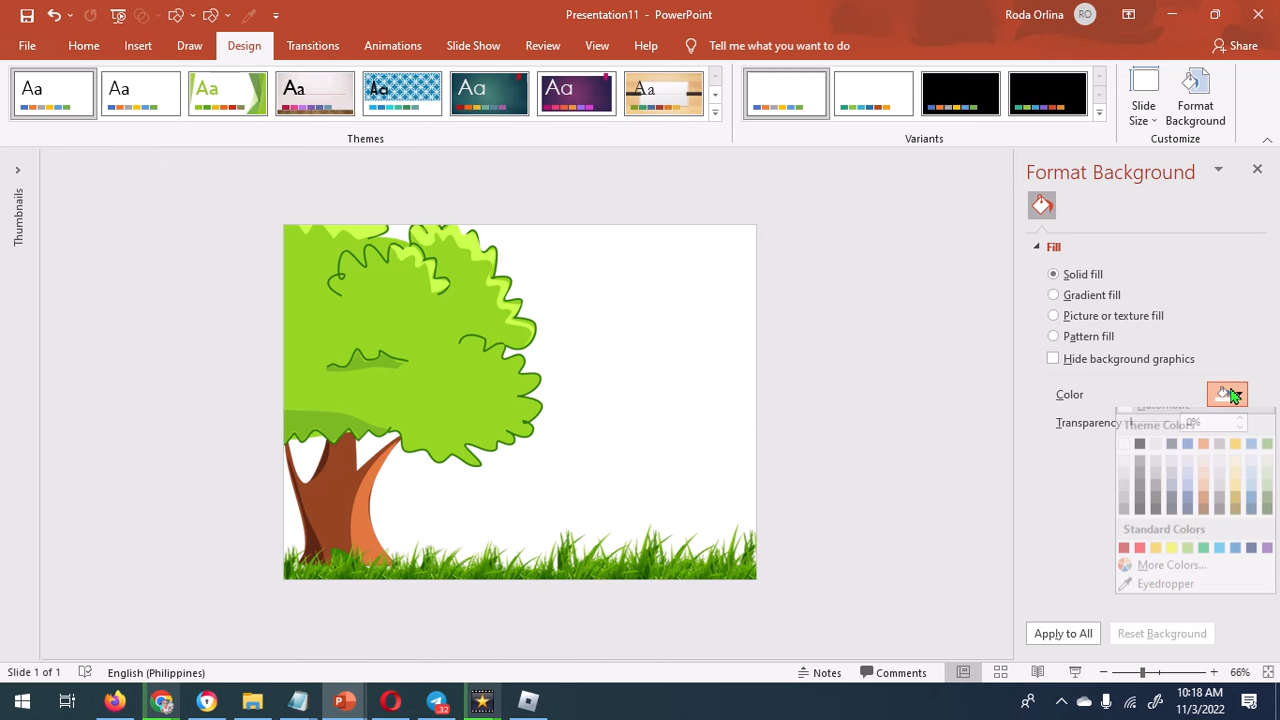 Presentation11 - PowerPoint
Roda Orlina
RO
File
Home
Insert
Draw
Design
Transitions
Animations
Slide Show
Review
View
Help
Tell me what you want to do
Share
Aa
Aa
Aa
Aa
Aa
Aa
Aa
Aa
Slide
Size
Format
Background
Themes
Variants
Customize
Thumbnails
Format Background
Fill
Solid fill
Gradient fill
Picture or texture fill
Pattern fill
Hide background graphics
Color
Automatic
Transparency
0%
Theme Colors
Standard Colors
More Colors...
Eyedropper
Apply to All
Reset Background
Slide 1 of 1
English (Philippines)
Notes
Comments
66%
32
10:18 AM
11/3/2022